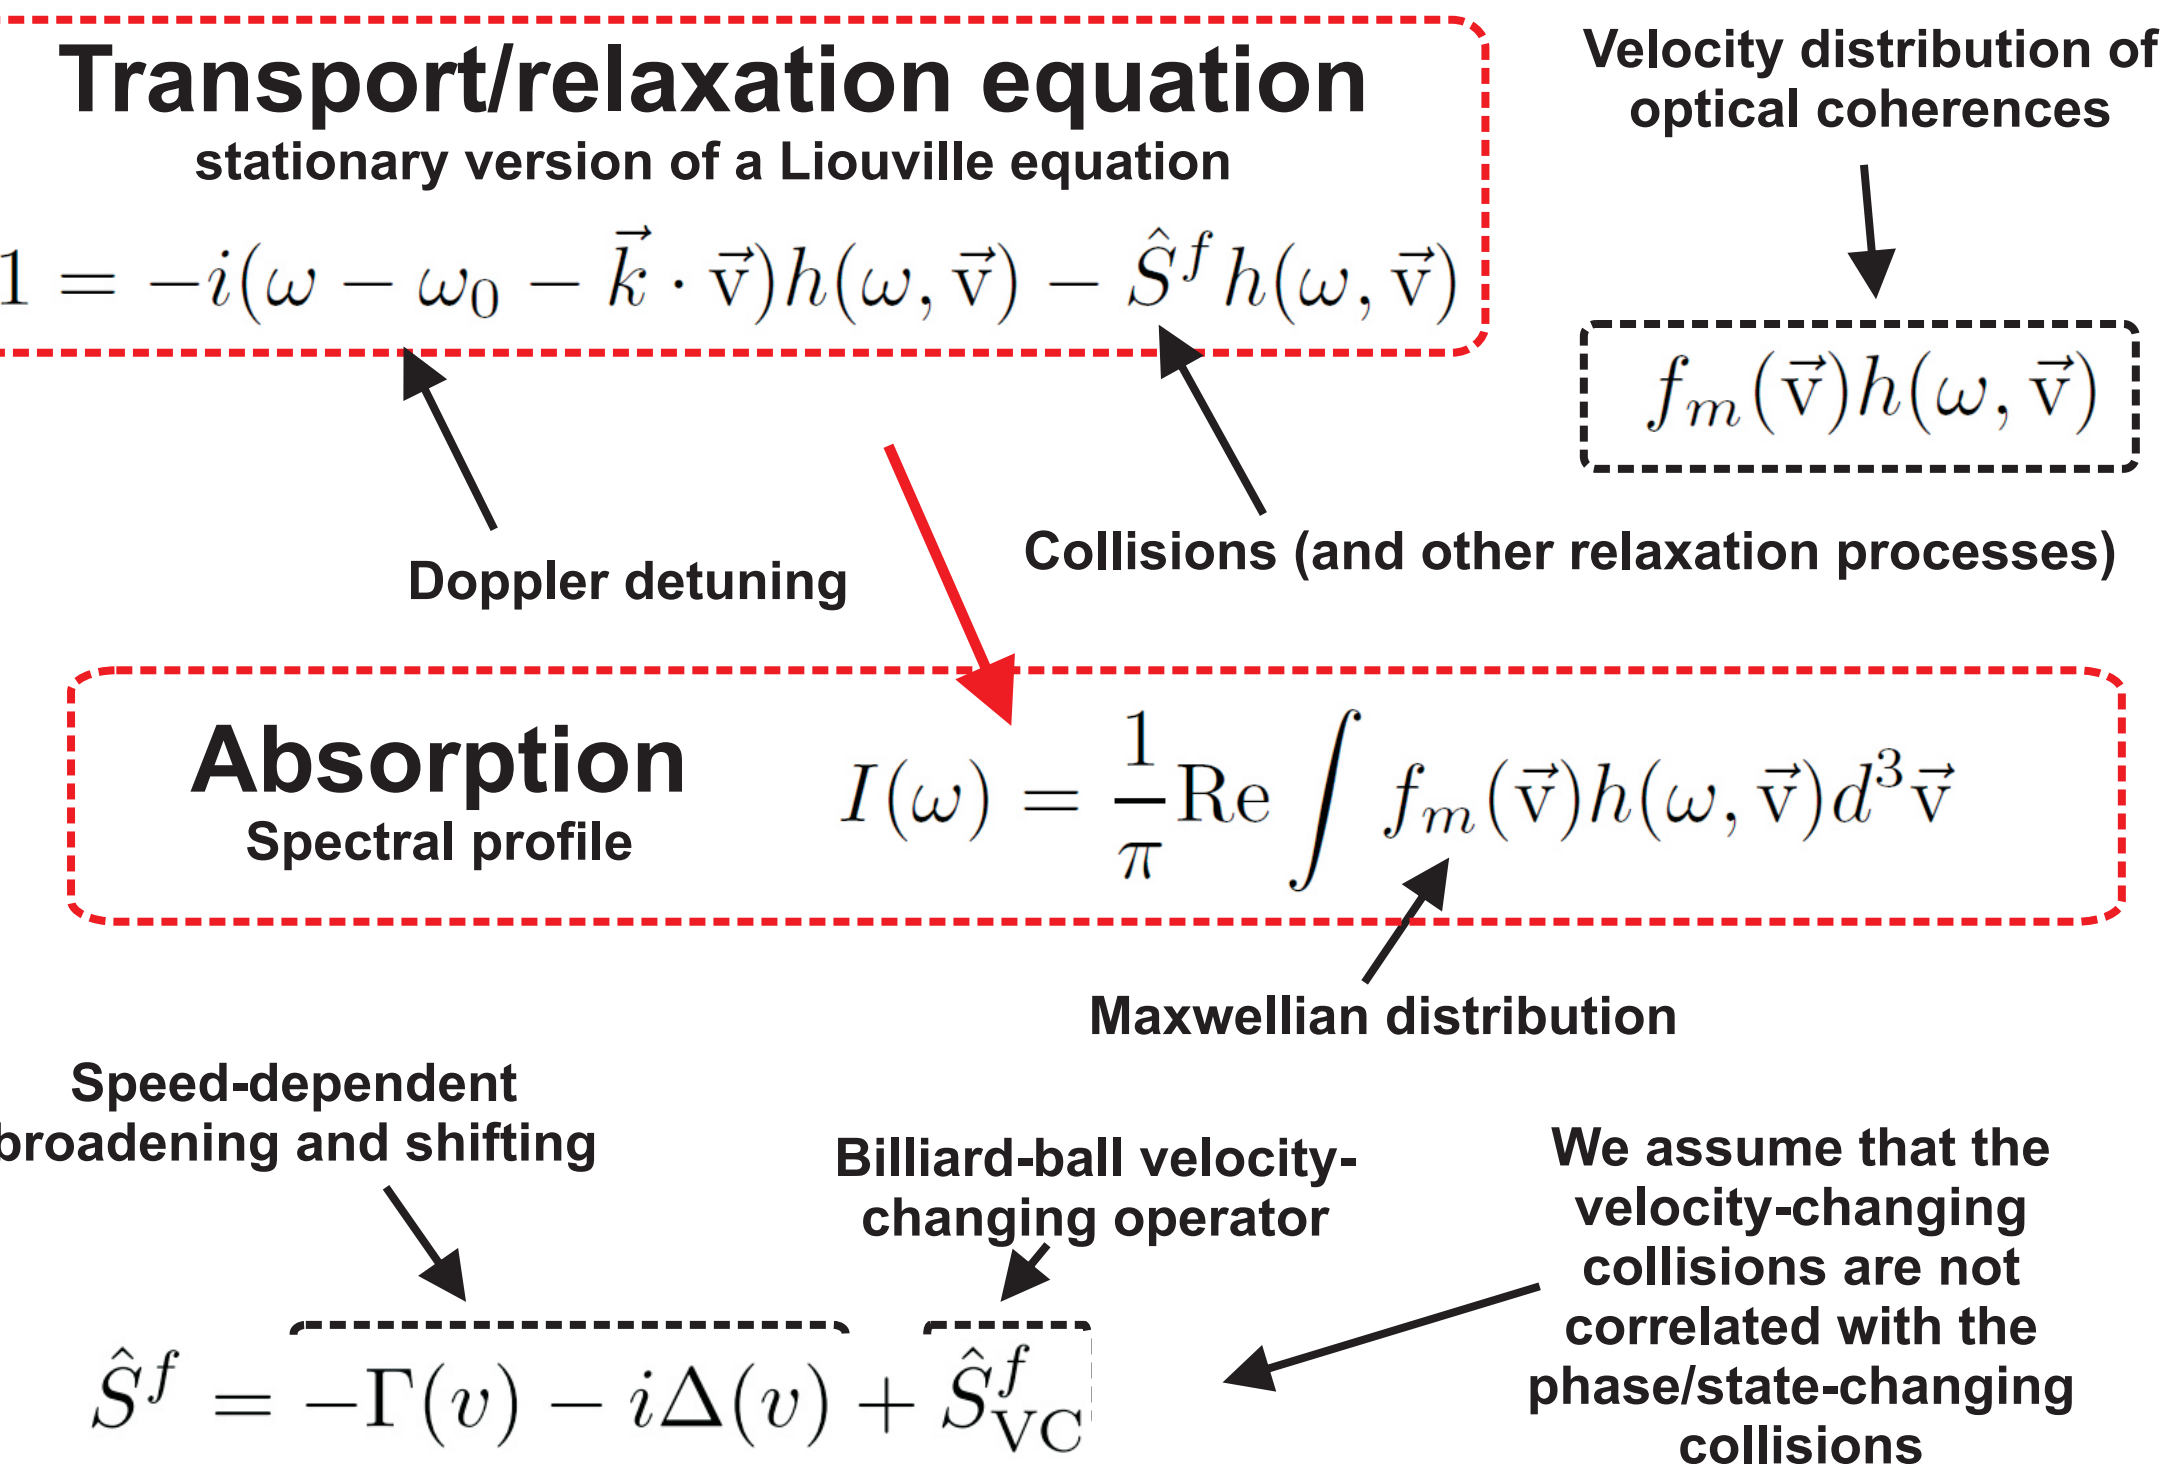 Transport/relaxation equation
stationary version of a Liouville equation
1 = −i(ω − ω₀ − k⃗ · v⃗)h(ω, v⃗) − Ŝᶠh(ω, v⃗)
Velocity distribution of
optical coherences
fₘ(v⃗)h(ω, v⃗)
Doppler detuning
Collisions (and other relaxation processes)
Absorption
Spectral profile
I(ω) = 1/π Re ∫ fₘ(v⃗)h(ω, v⃗)d³v⃗
Maxwellian distribution
Speed-dependent
broadening and shifting
Billiard-ball velocity-
changing operator
We assume that the
velocity-changing
collisions are not
correlated with the
phase/state-changing
collisions
Ŝᶠ = −Γ(v) − iΔ(v) + Ŝᶠ_VC